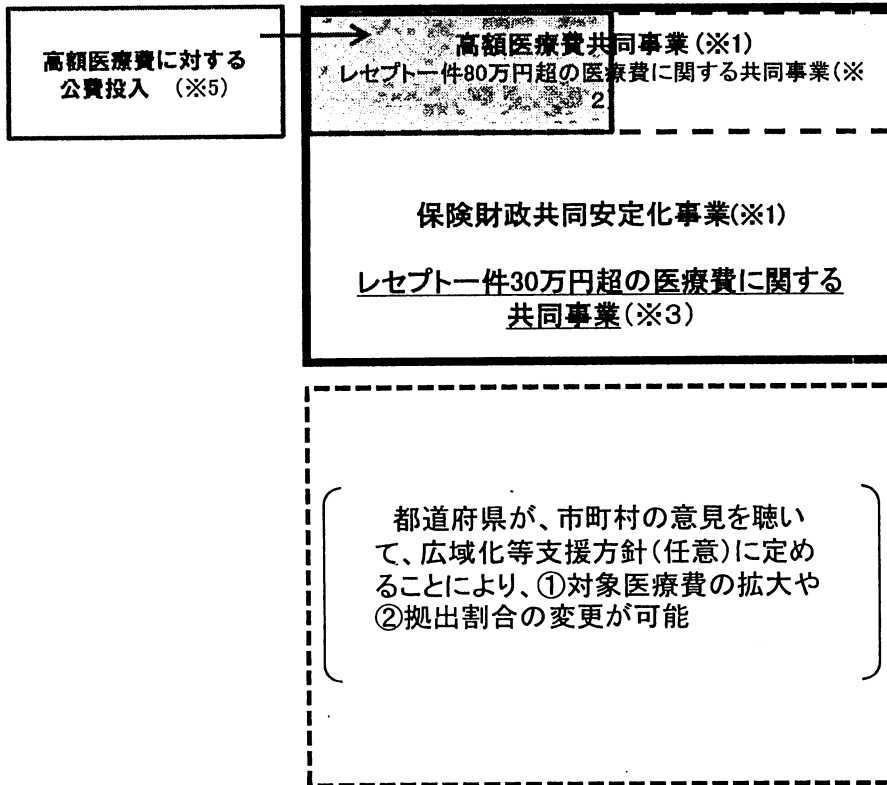 高額医療費に対する
公費投入 （※5）
高額医療費共同事業（※1）
レセプト一件80万円超の医療費に関する共同事業（※
2
保険財政共同安定化事業(※1)
レセプト一件30万円超の医療費に関する
共同事業(※3)
都道府県が、市町村の意見を聴い
て、広域化等支援方針(任意)に定め
ることにより、①対象医療費の拡大や
②拠出割合の変更が可能